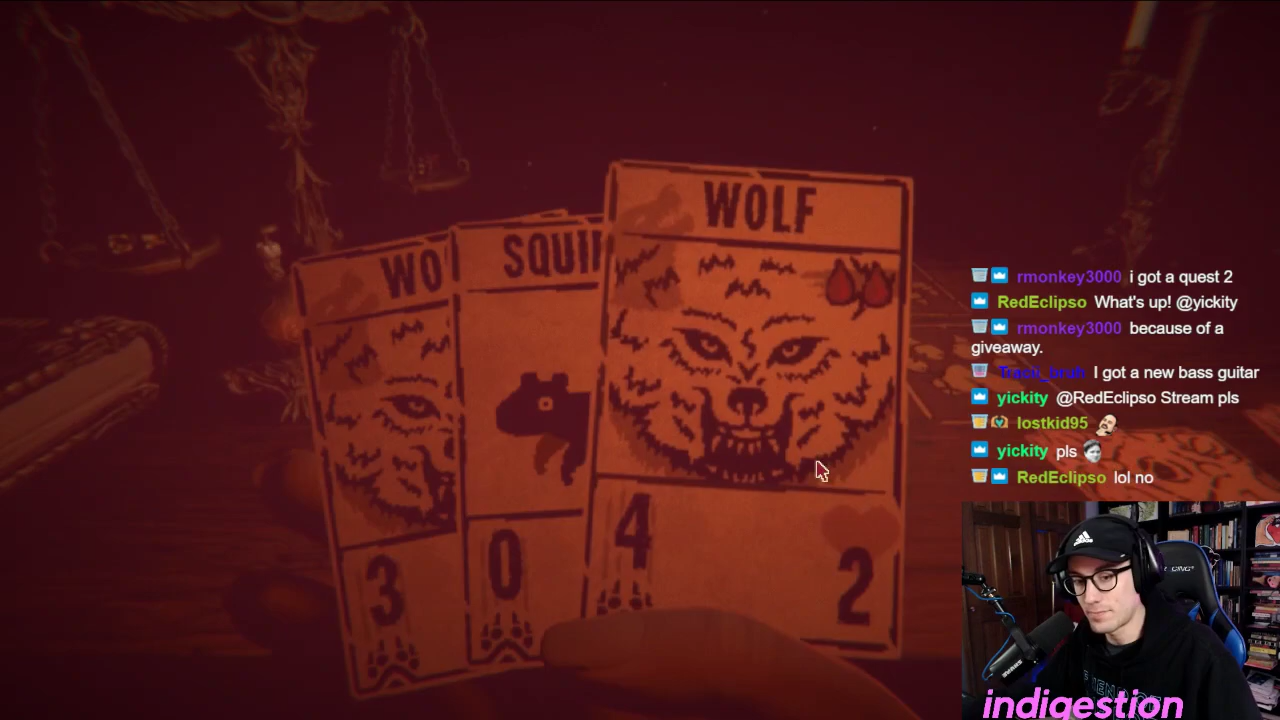 WOLF
WO
SQUI
3
0
4
2
rmonkey3000 i got a quest 2
RedEclipso What's up! @yickity
rmonkey3000 because of a
giveaway.
Tracii_bruh I got a new bass guitar
yickity @RedEclipso Stream pls
lostkid95
yickity pls
RedEclipso lol no
indigestion